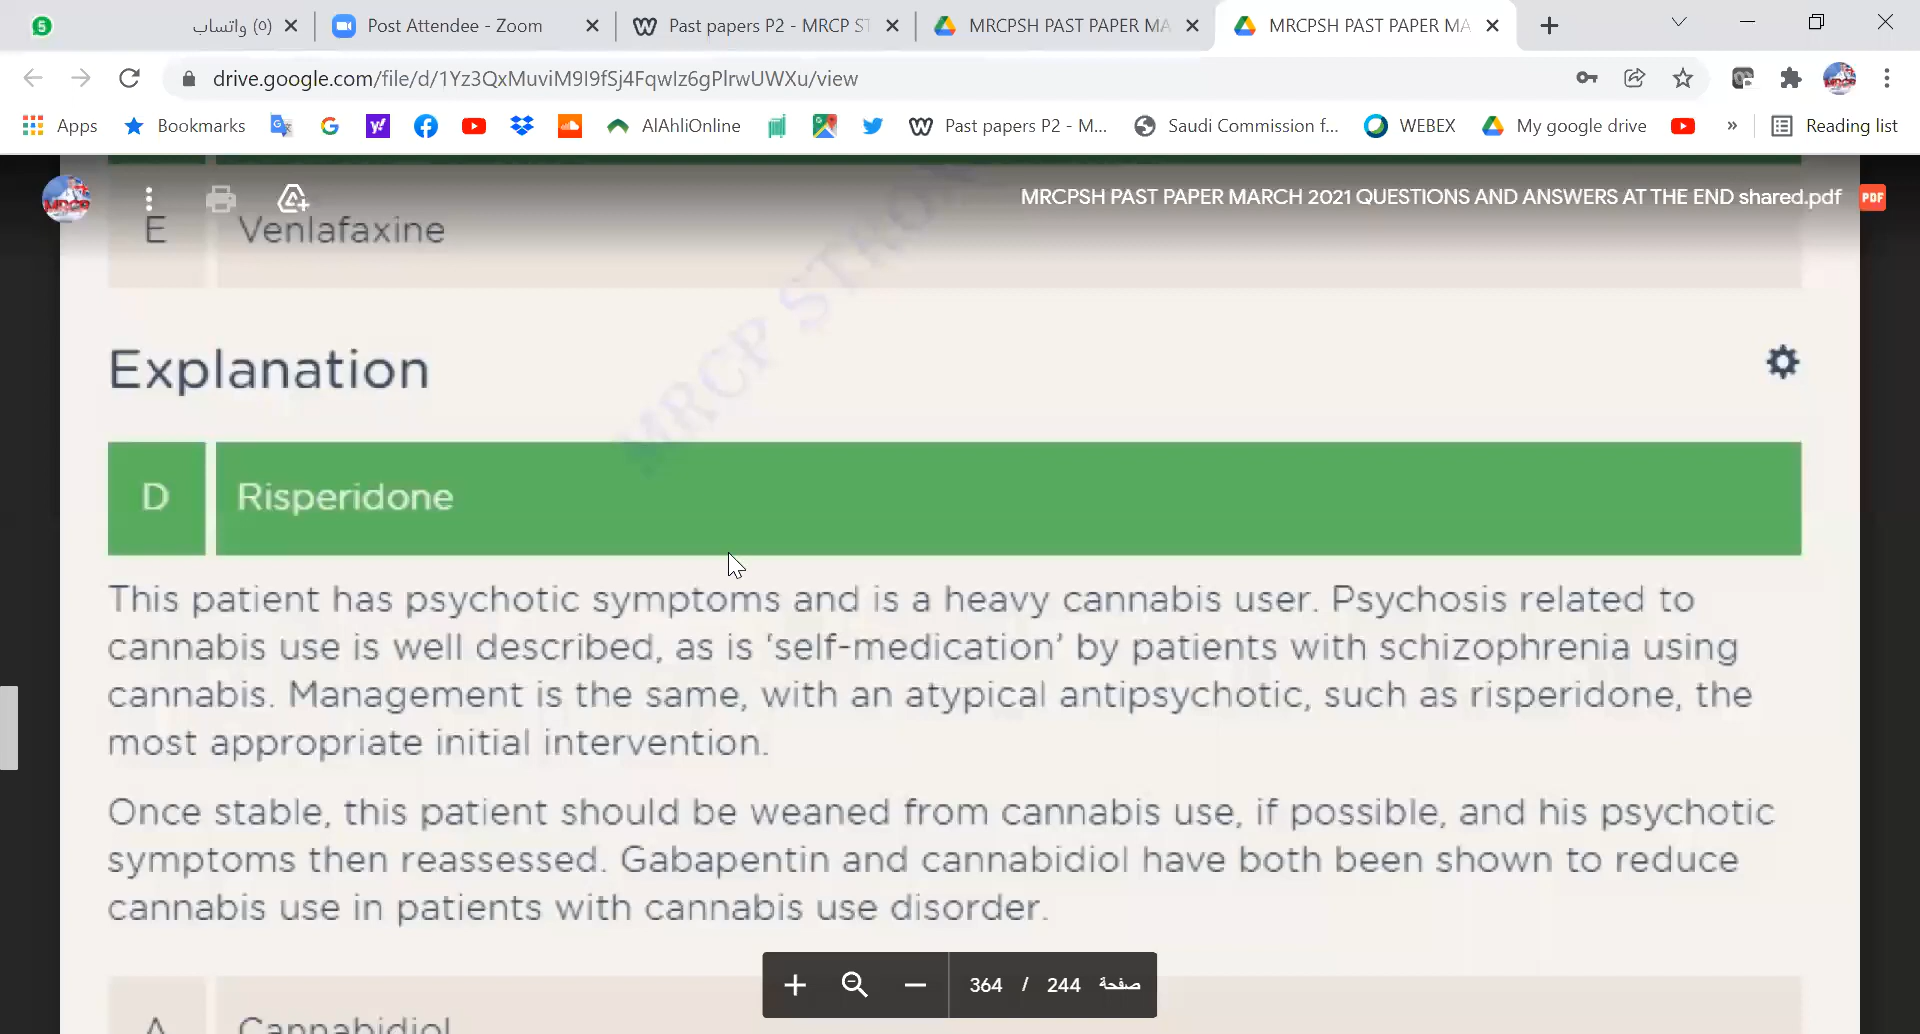 واتساب (٥)
Post Attendee - Zoom
Past papers P2 - MRCP ST
MRCPSH PAST PAPER MA
MRCPSH PAST PAPER MA
drive.google.com/file/d/1Yz3QxMuviM9I9fSj4FqwIz6gPlrwUWXu/view
Apps
Bookmarks
AlAhliOnline
Past papers P2 - M...
Saudi Commission f...
WEBEX
My google drive
Reading list
MRCPSH PAST PAPER MARCH 2021 QUESTIONS AND ANSWERS AT THE END shared.pdf
PDF
E Venlafaxine
MRCP STRON
Explanation
D Risperidone
This patient has psychotic symptoms and is a heavy cannabis user. Psychosis related to
cannabis use is well described, as is ‘self-medication’ by patients with schizophrenia using
cannabis. Management is the same, with an atypical antipsychotic, such as risperidone, the
most appropriate initial intervention.
Once stable, this patient should be weaned from cannabis use, if possible, and his psychotic
symptoms then reassessed. Gabapentin and cannabidiol have both been shown to reduce
cannabis use in patients with cannabis use disorder.
A Cannabidiol
صفحة 244 / 364